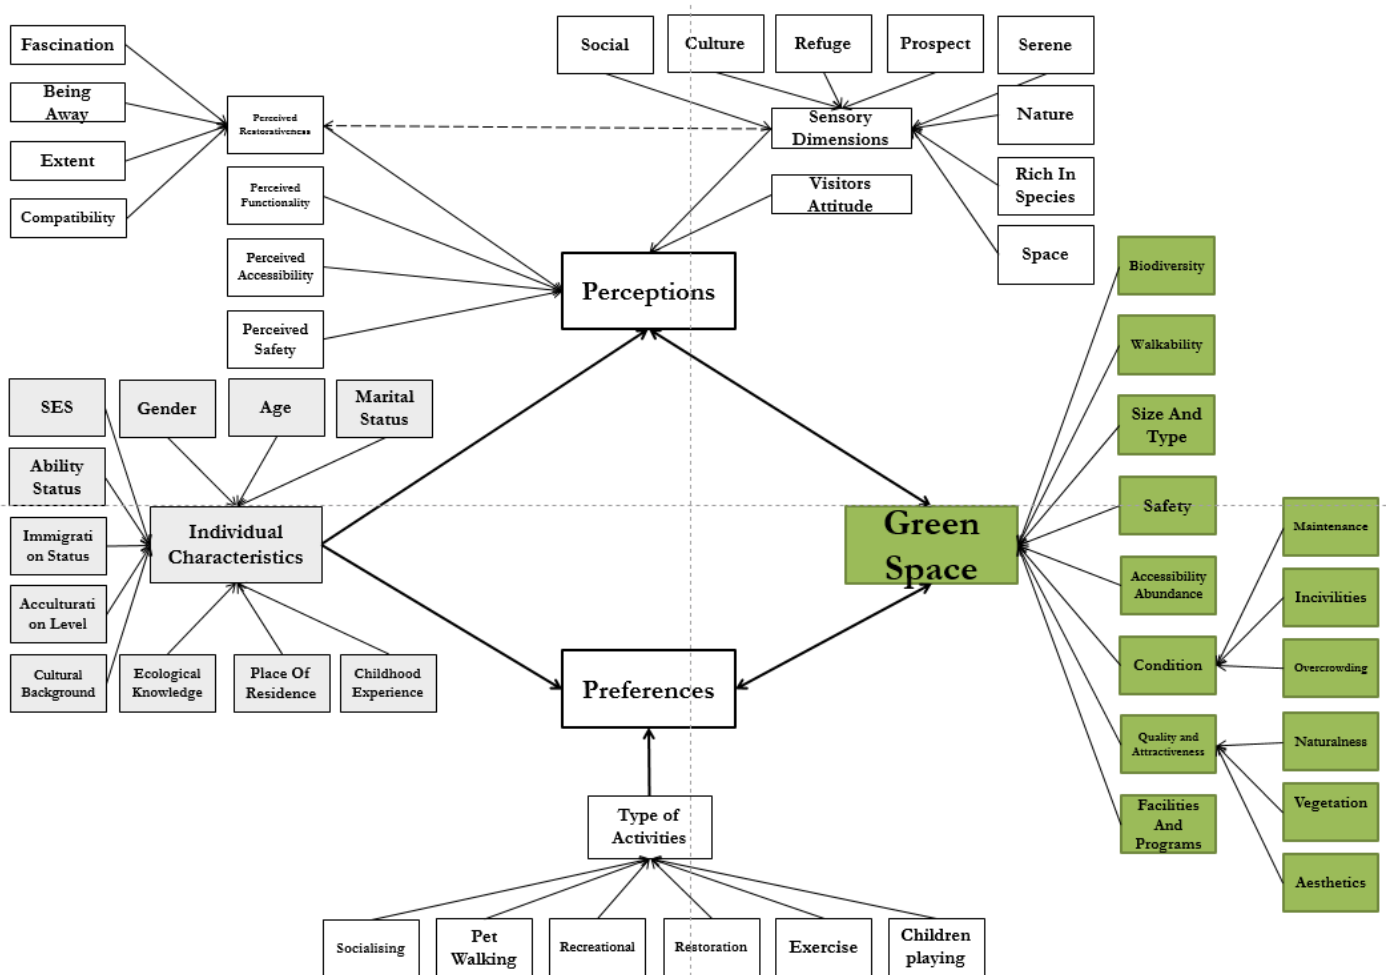 Fascination
Being
Away
Extent
Compatibility
Perceived
Restorativeness
Perceived
Functionality
Perceived
Accessibility
Perceived
Safety
Social
Culture
Refuge
Prospect
Serene
Sensory
Dimensions
Nature
Visitors
Attitude
Rich In
Species
Space
Perceptions
SES
Gender
Age
Marital
Status
Ability
Status
Immigrati
on Status
Acculturati
on Level
Cultural
Background
Individual
Characteristics
Ecological
Knowledge
Place Of
Residence
Childhood
Experience
Green
Space
Biodiversity
Walkability
Size And
Type
Safety
Accessibility
Abundance
Condition
Quality and
Attractiveness
Facilities
And
Programs
Maintenance
Incivilities
Overcrowding
Naturalness
Vegetation
Aesthetics
Preferences
Type of
Activities
Socialising
Pet
Walking
Recreational
Restoration
Exercise
Children
playing